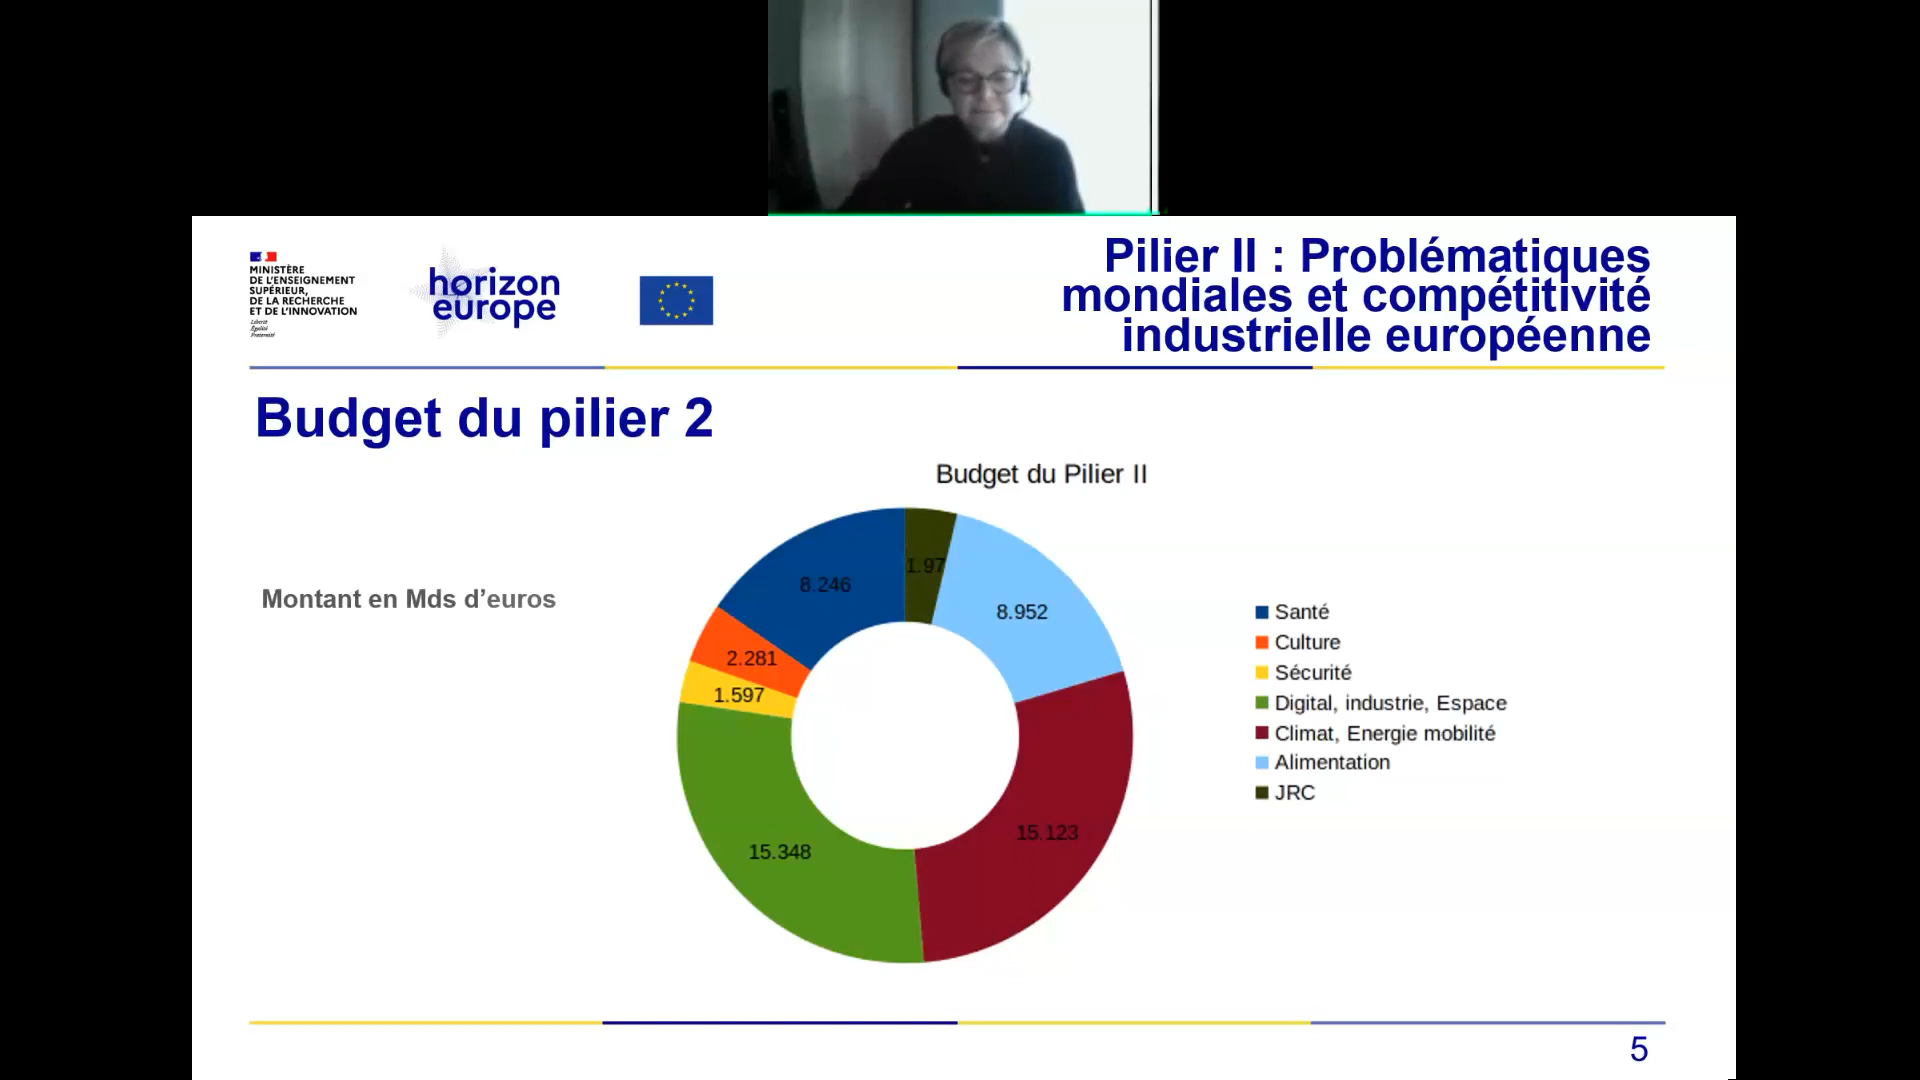 MINISTÈRE
DE L'ENSEIGNEMENT
SUPÉRIEUR,
DE LA RECHERCHE
ET DE L'INNOVATION
Liberté
Égalité
Fraternité
horizon
europe
Pilier II : Problématiques
mondiales et compétitivité
industrielle européenne
Budget du pilier 2
Budget du Pilier II
Montant en Mds d’euros
1.97
8.246
8.952
2.281
1.597
15.123
15.348
Santé
Culture
Sécurité
Digital, industrie, Espace
Climat, Energie mobilité
Alimentation
JRC
5